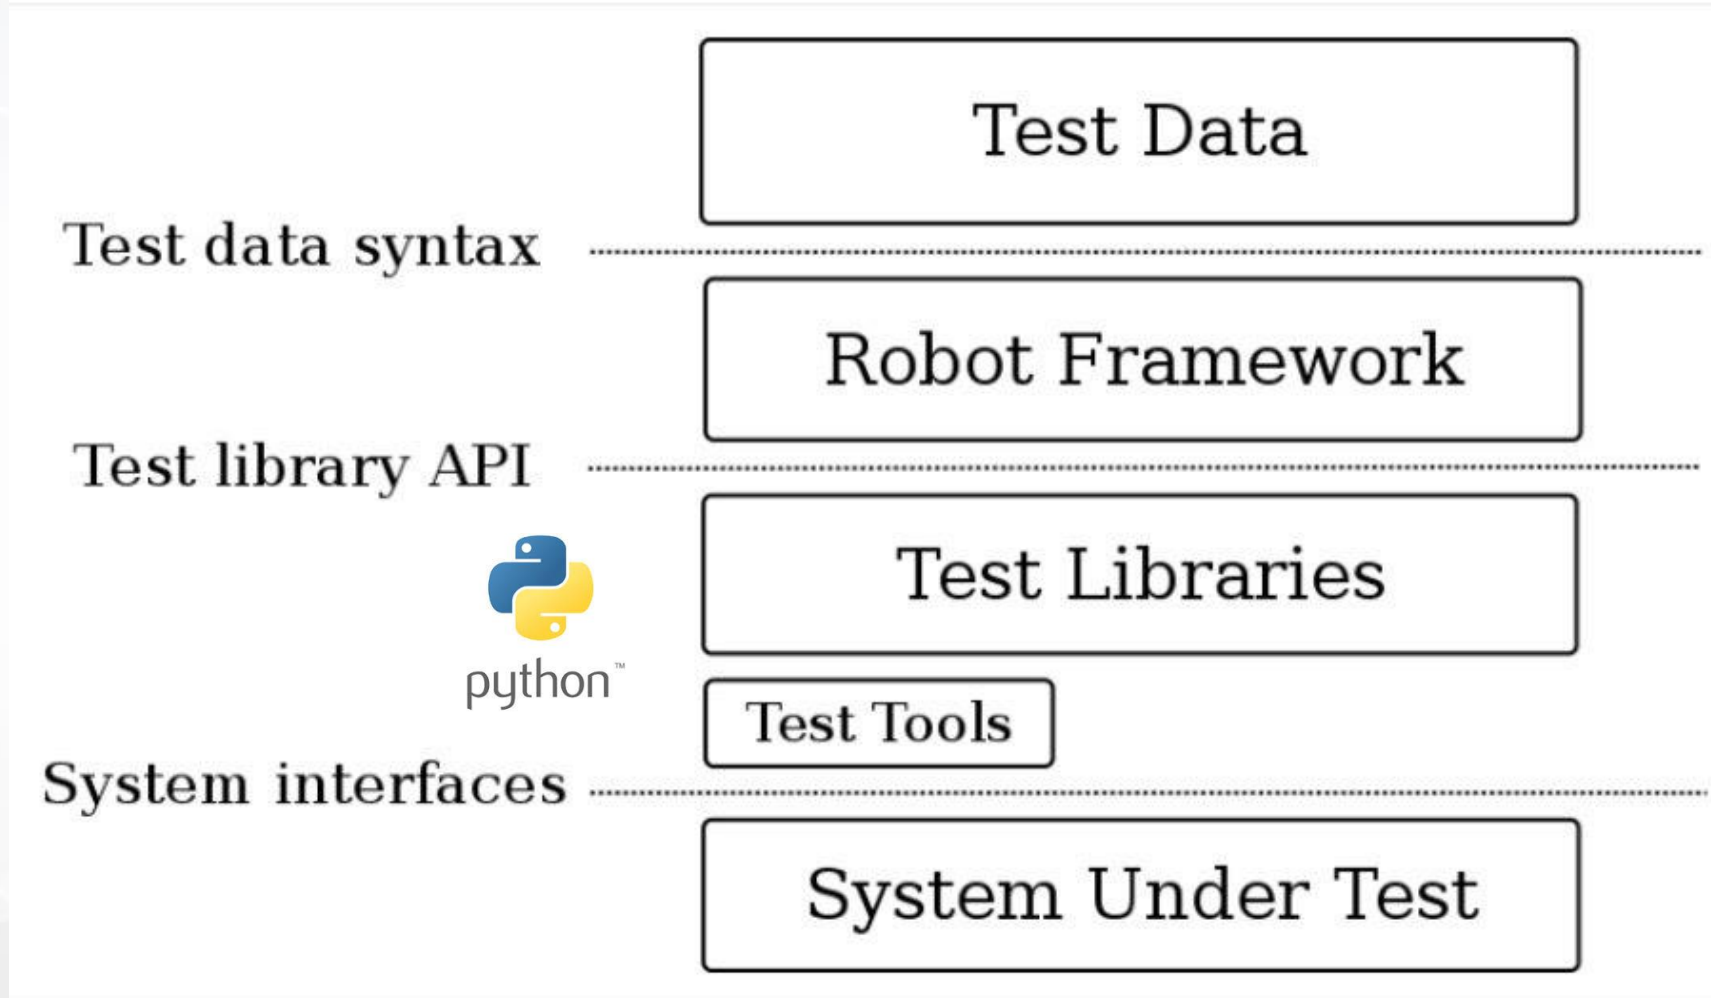 Test Data
Test data syntax
Robot Framework
Test library API
Test Libraries
python™
Test Tools
System interfaces
System Under Test